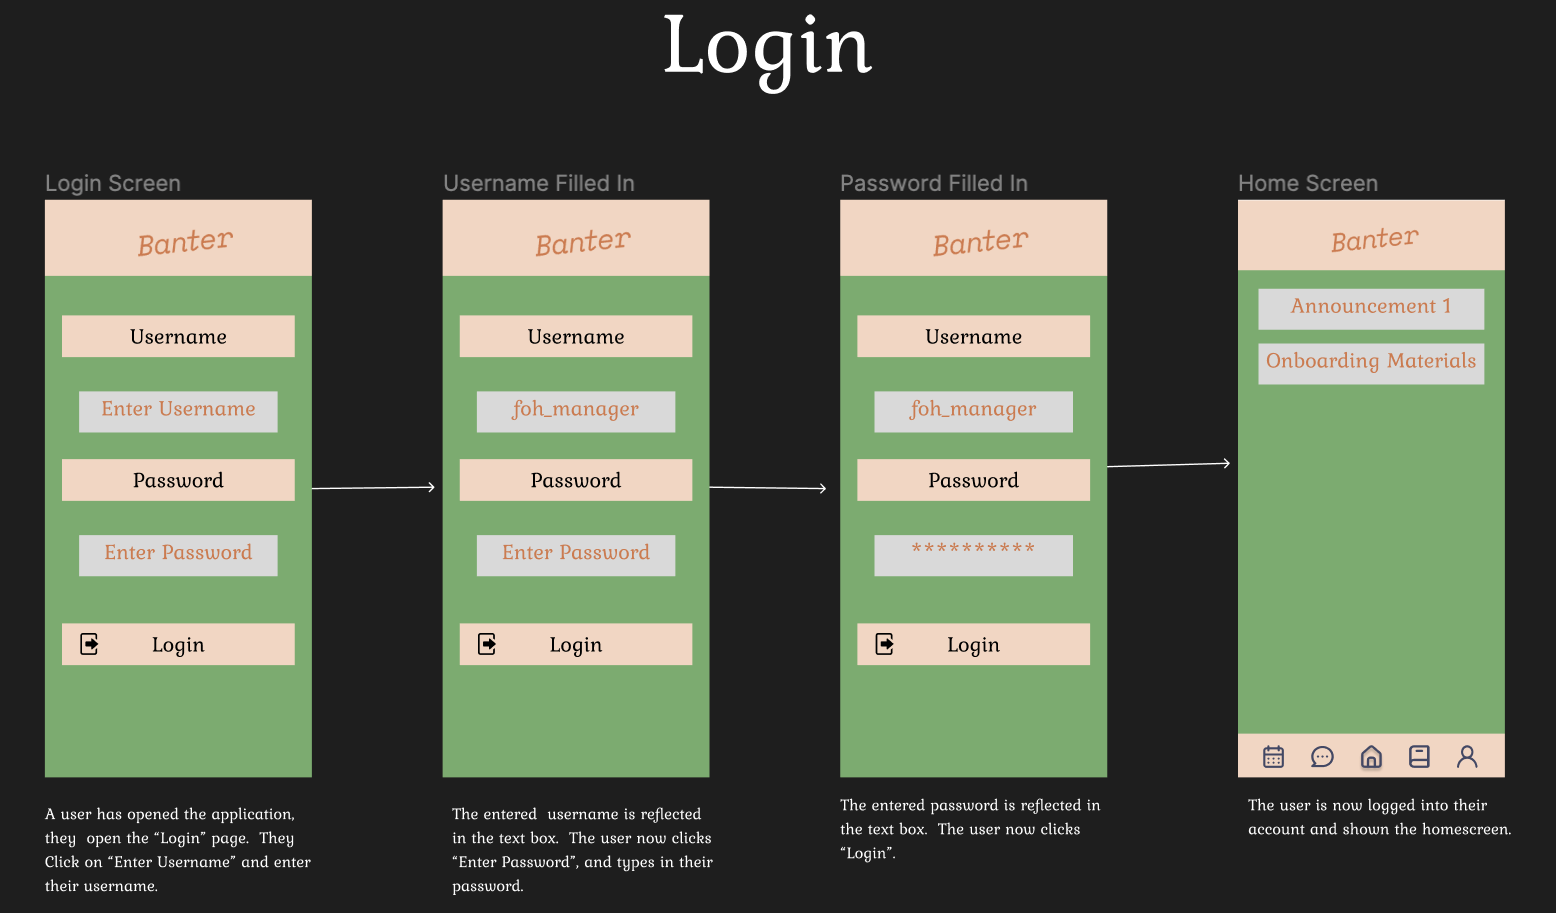 Login
Login Screen
Banter
Username
Enter Username
Password
Enter Password
Login
A user has opened the application,
they  open the “Login” page.  They
Click on “Enter Username” and enter
their username.
Username Filled In
Banter
Username
foh_manager
Password
Enter Password
Login
The entered  username is reflected
in the text box.  The user now clicks
“Enter Password”, and types in their
password.
Password Filled In
Banter
Username
foh_manager
Password
**********
Login
The entered password is reflected in
the text box.  The user now clicks
“Login”.
Home Screen
Banter
Announcement 1
Onboarding Materials
The user is now logged into their
account and shown the homescreen.